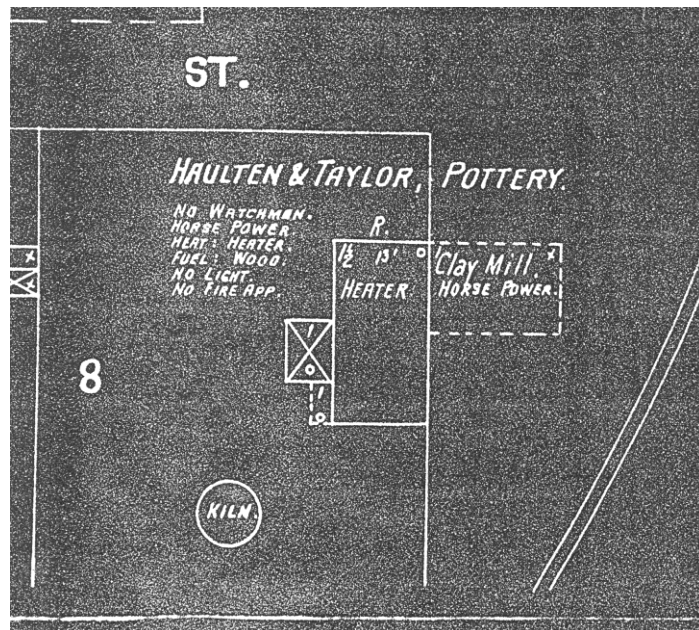 ST.
HAULTEN & TAYLOR, POTTERY.
NO WATCHMAN.
HORSE POWER.
HEAT: HEATER.
FUEL: WOOD.
NO LIGHT.
NO FIRE APP.
R.
1½ 13' o
HEATER.
Clay Mill. x
HORSE POWER.
x
x
1
o
1
o
8
KILN.